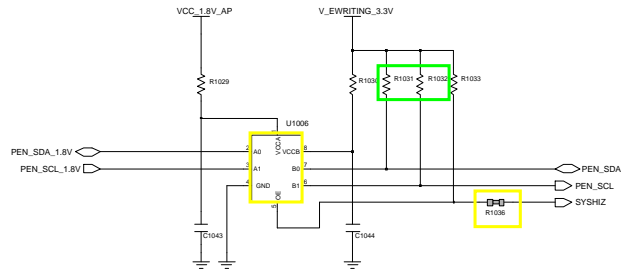 VCC_1.8V_AP
V_EWRITING_3.3V
R1029
R1030
R1031
R1032
R1033
U1006
1
VCCA
PEN_SDA_1.8V
2
A0
VCCB
8
PEN_SCL_1.8V
3
A1
B0
7
PEN_SDA
4
GND
B1
6
PEN_SCL
OE
5
SYSHIZ
R1036
C1043
C1044